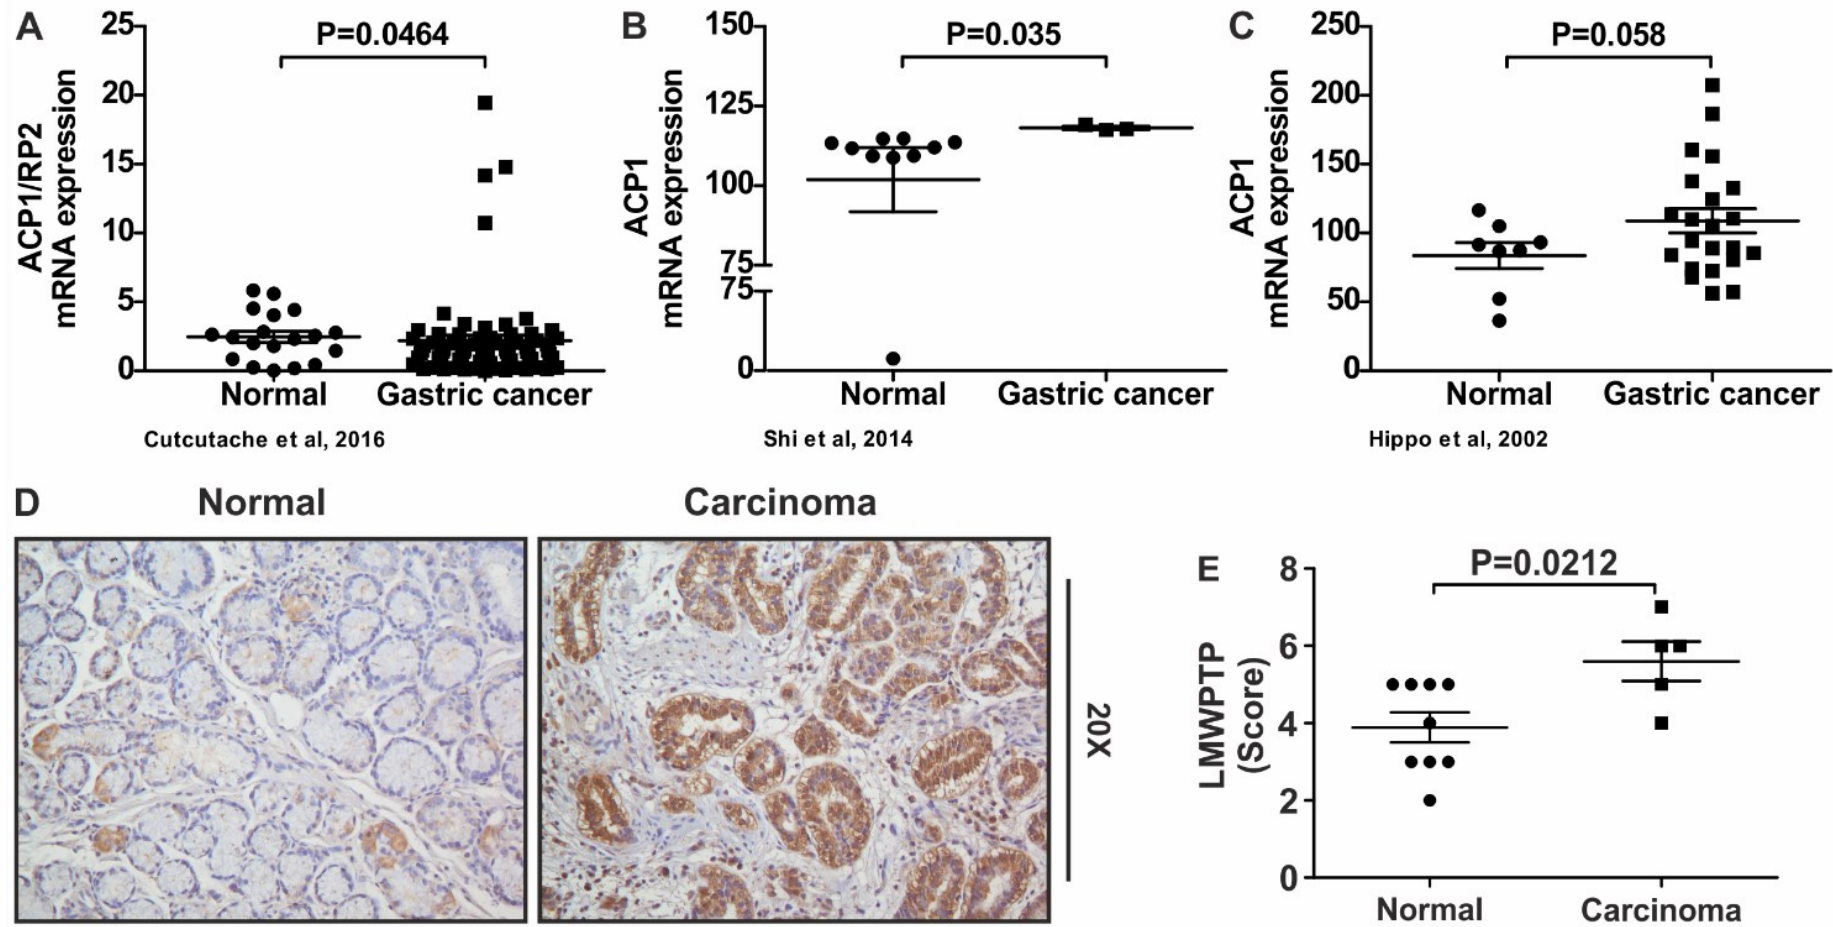 A
ACP1/RP2
mRNA expression
25
20
15
10
5
0
P=0.0464
Normal
Gastric cancer
Cutcutache et al, 2016
B
ACP1
mRNA expression
150
125
100
75
75
0
P=0.035
Normal
Gastric cancer
Shi et al, 2014
C
ACP1
mRNA expression
250
200
150
100
50
0
P=0.058
Normal
Gastric cancer
Hippo et al, 2002
D
Normal
Carcinoma
20X
E
LMWPTP
(Score)
8
6
4
2
0
P=0.0212
Normal
Carcinoma